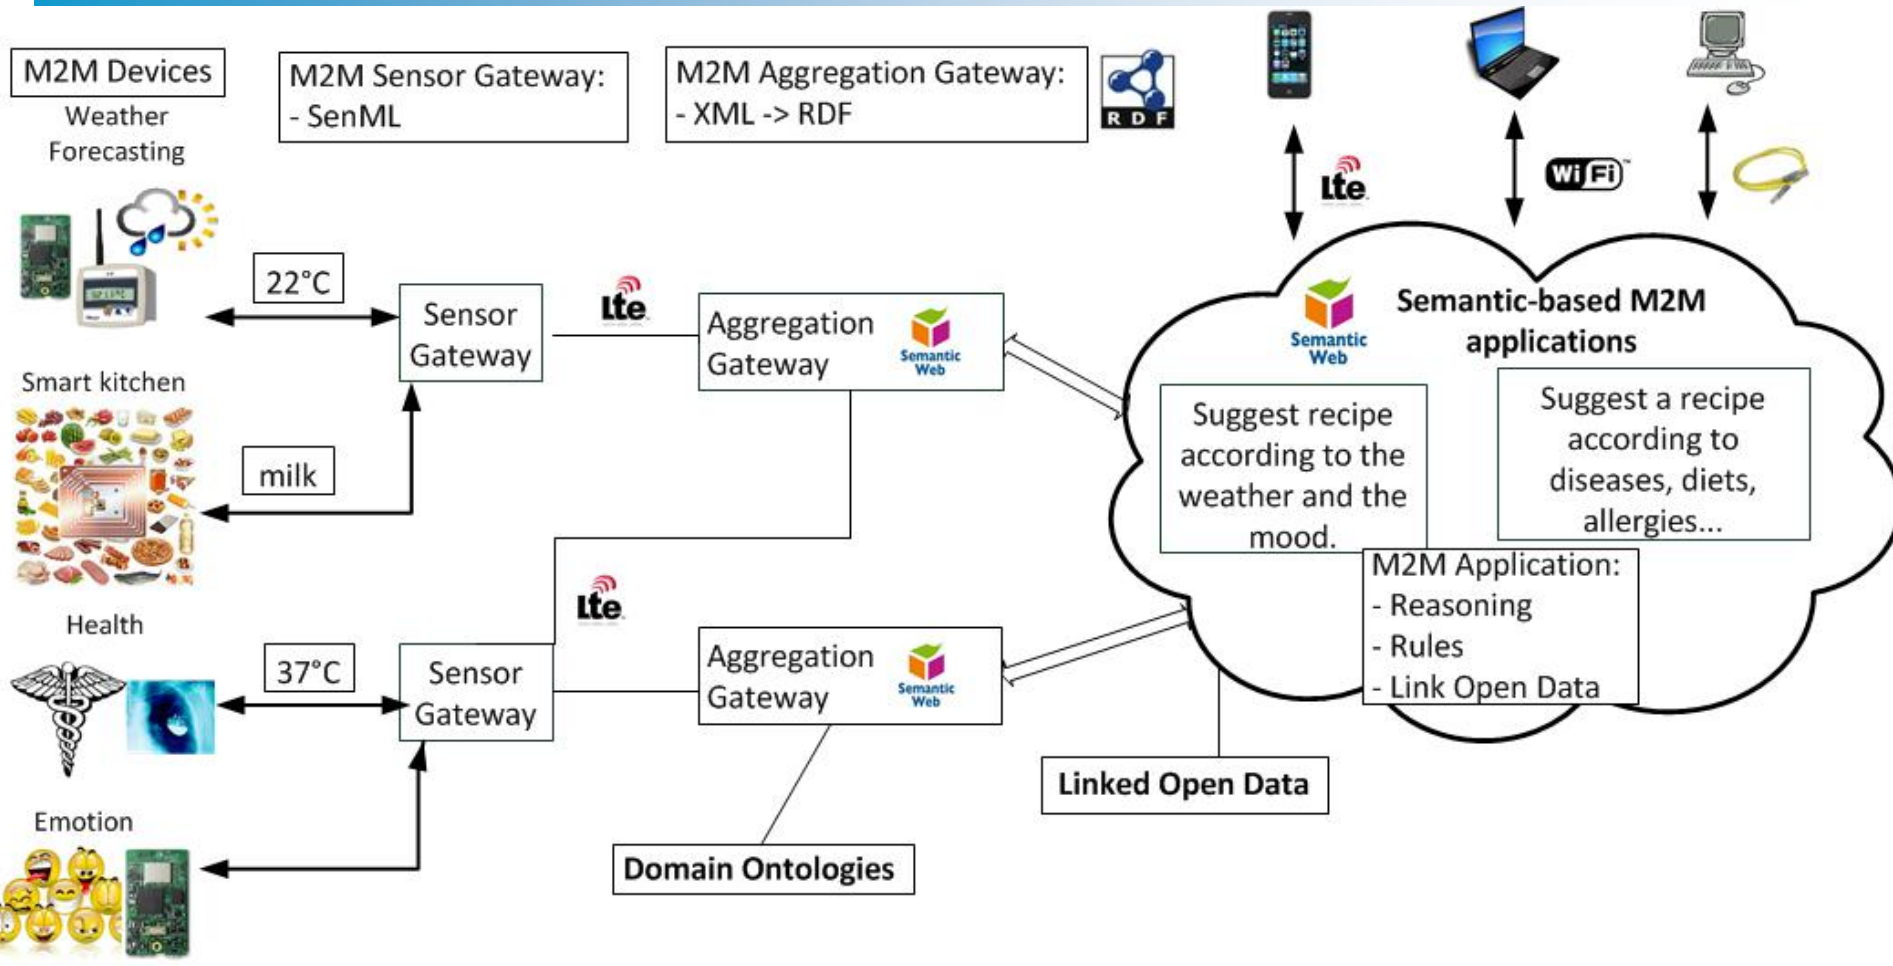 M2M Devices
Weather
Forecasting
M2M Sensor Gateway:
- SenML
M2M Aggregation Gateway:
- XML -> RDF
RDF
Lte
WiFi
22°C
Sensor
Gateway
Lte
Aggregation
Gateway
Semantic
Web
Smart kitchen
milk
Semantic
Web
Semantic-based M2M
applications
Suggest recipe
according to the
weather and the
mood.
Suggest a recipe
according to
diseases, diets,
allergies...
M2M Application:
- Reasoning
- Rules
- Link Open Data
Health
37°C
Sensor
Gateway
Lte
Aggregation
Gateway
Semantic
Web
Linked Open Data
Emotion
Domain Ontologies